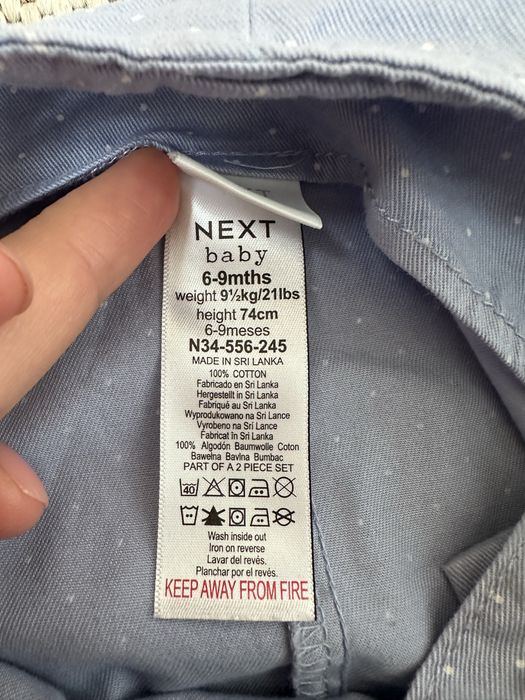 NEXT
baby
6-9mths
weight 9½kg/21lbs
height 74cm
6-9meses
N34-556-245
MADE IN SRI LANKA
100% COTTON
Fabricado en Sri Lanka
Hergestellt in Sri Lanka
Fabriqué au Sri Lanka
Wyprodukowano na Sri Lance
Vyrobeno na Srí Lance
Fabricat în Sri Lanka
100% Algodón Baumwolle Coton
Bawełna Bavlna Bumbac
PART OF A 2 PIECE SET
40
Wash inside out
Iron on reverse
Lavar del revés.
Planchar por el revés.
KEEP AWAY FROM FIRE